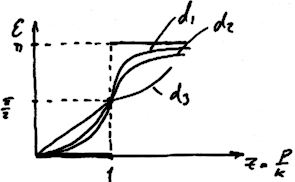 ε
π
d₁
d₂
π/2
d₃
1
z = p/k